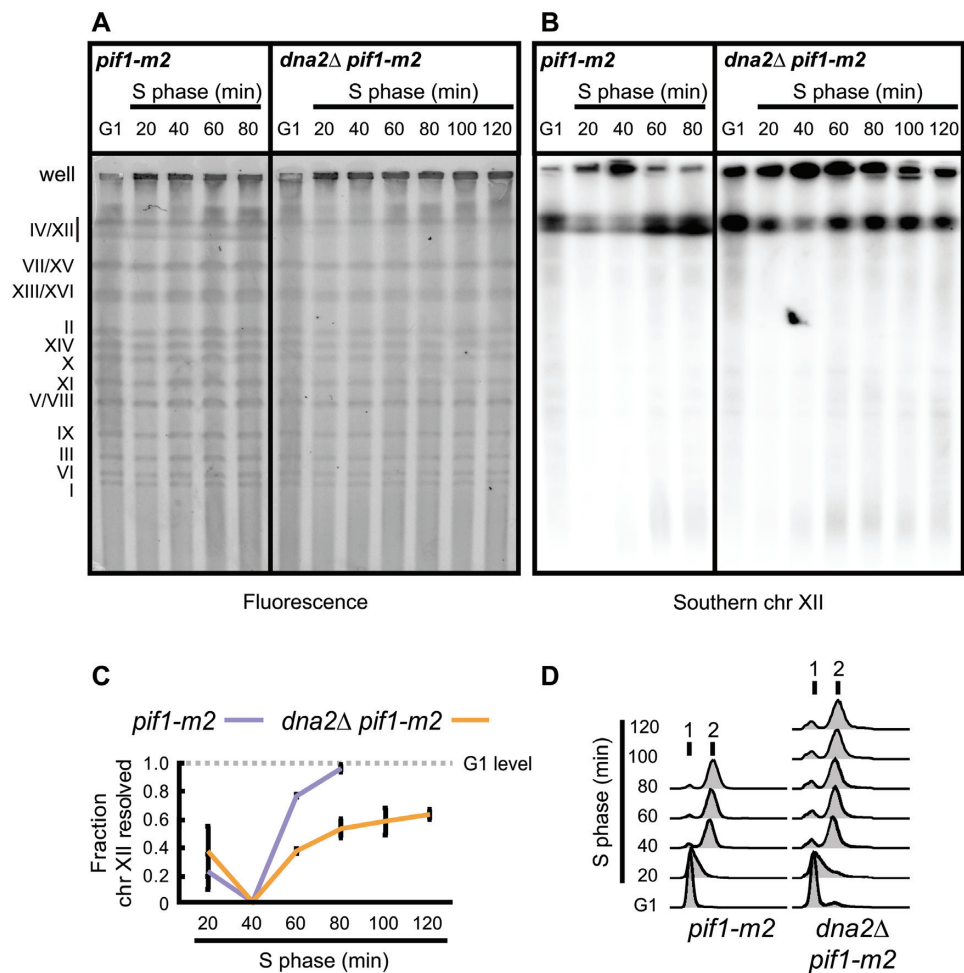 A
pif1-m2
dna2Δ pif1-m2
S phase (min)
S phase (min)
G1 20 40 60 80
G1 20 40 60 80 100 120
well
IV/XII
VII/XV
XIII/XVI
II
XIV
X
XI
V/VIII
IX
III
VI
I
Fluorescence
B
pif1-m2
dna2Δ pif1-m2
S phase (min)
S phase (min)
G1 20 40 60 80
G1 20 40 60 80 100 120
Southern chr XII
C
pif1-m2
dna2Δ pif1-m2
G1 level
Fraction
chr XII resolved
1.0
0.8
0.6
0.4
0.2
20 40 60 80 100 120
S phase (min)
D
1 2
1 2
S phase (min)
120
100
80
60
40
20
G1
pif1-m2
dna2Δ
pif1-m2